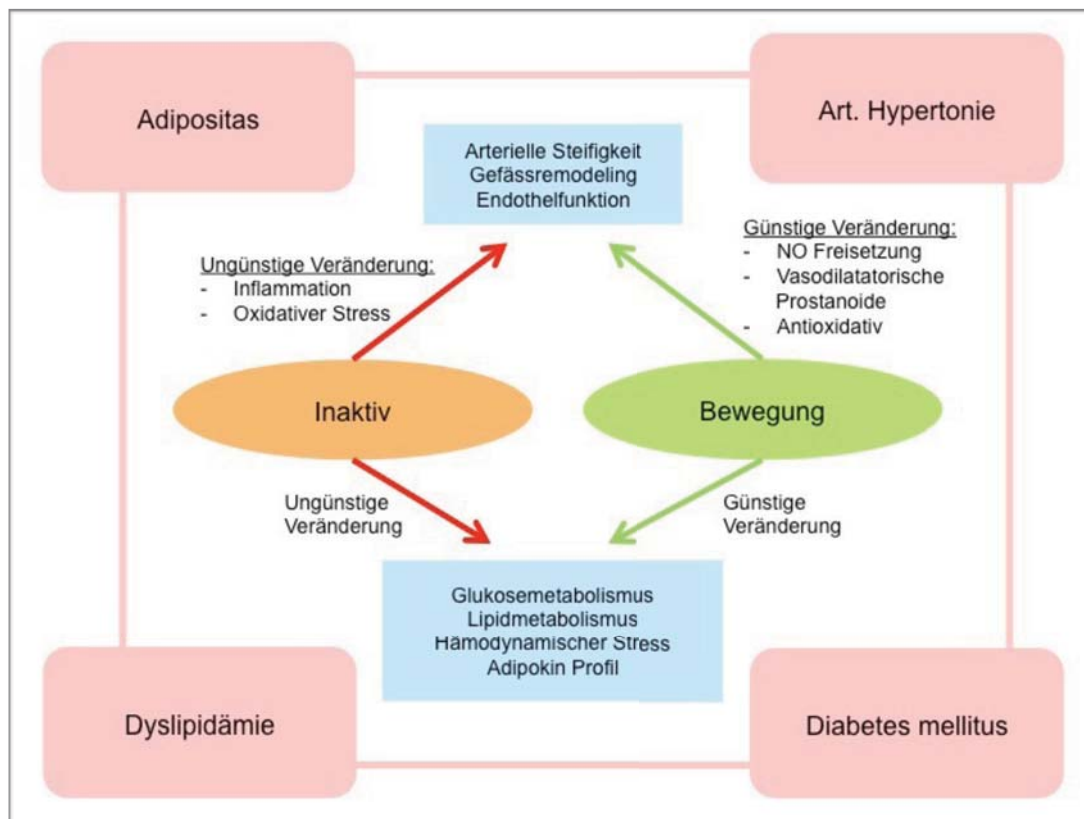 Adipositas
Art. Hypertonie
Arterielle Steifigkeit
Gefässremodeling
Endothelfunktion
Ungünstige Veränderung:
- Inflammation
- Oxidativer Stress
Günstige Veränderung:
- NO Freisetzung
- Vasodilatatorische
Prostanoide
- Antioxidativ
Inaktiv
Bewegung
Ungünstige
Veränderung
Günstige
Veränderung
Glukosemetabolismus
Lipidmetabolismus
Hämodynamischer Stress
Adipokin Profil
Dyslipidämie
Diabetes mellitus